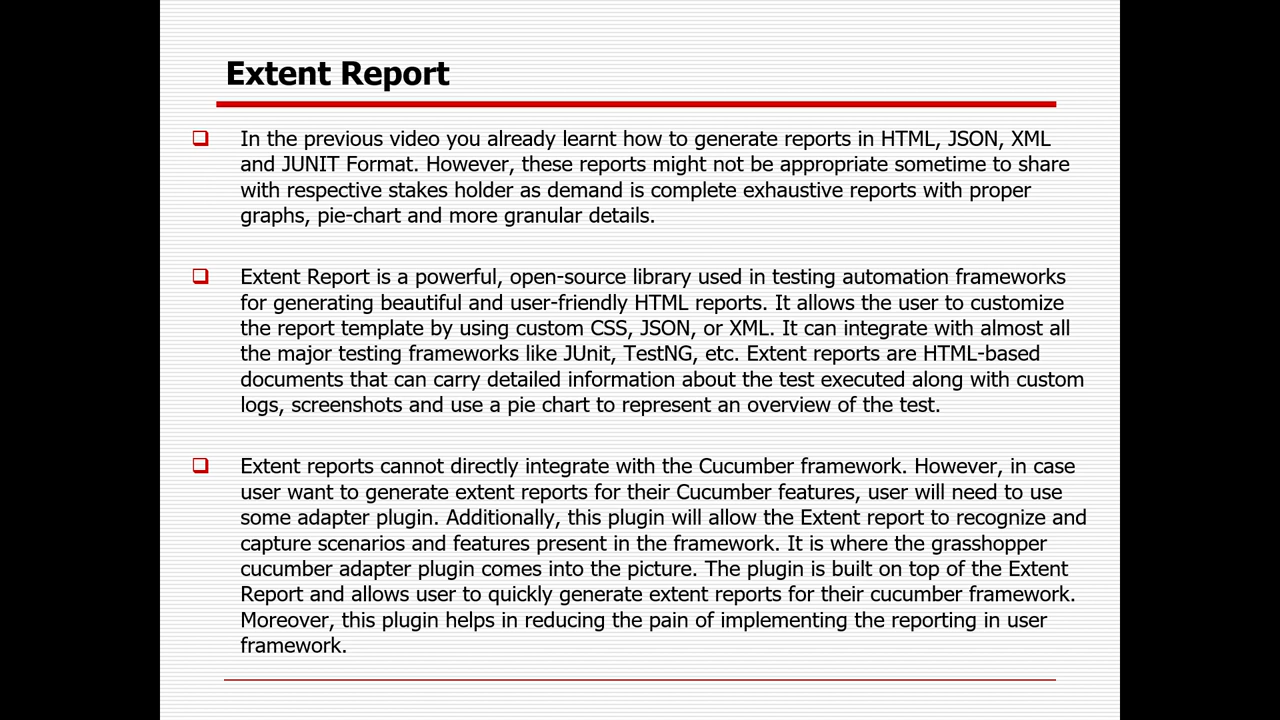 Extent Report
In the previous video you already learnt how to generate reports in HTML, JSON, XML
and JUNIT Format. However, these reports might not be appropriate sometime to share
with respective stakes holder as demand is complete exhaustive reports with proper
graphs, pie-chart and more granular details.
Extent Report is a powerful, open-source library used in testing automation frameworks
for generating beautiful and user-friendly HTML reports. It allows the user to customize
the report template by using custom CSS, JSON, or XML. It can integrate with almost all
the major testing frameworks like JUnit, TestNG, etc. Extent reports are HTML-based
documents that can carry detailed information about the test executed along with custom
logs, screenshots and use a pie chart to represent an overview of the test.
Extent reports cannot directly integrate with the Cucumber framework. However, in case
user want to generate extent reports for their Cucumber features, user will need to use
some adapter plugin. Additionally, this plugin will allow the Extent report to recognize and
capture scenarios and features present in the framework. It is where the grasshopper
cucumber adapter plugin comes into the picture. The plugin is built on top of the Extent
Report and allows user to quickly generate extent reports for their cucumber framework.
Moreover, this plugin helps in reducing the pain of implementing the reporting in user
framework.